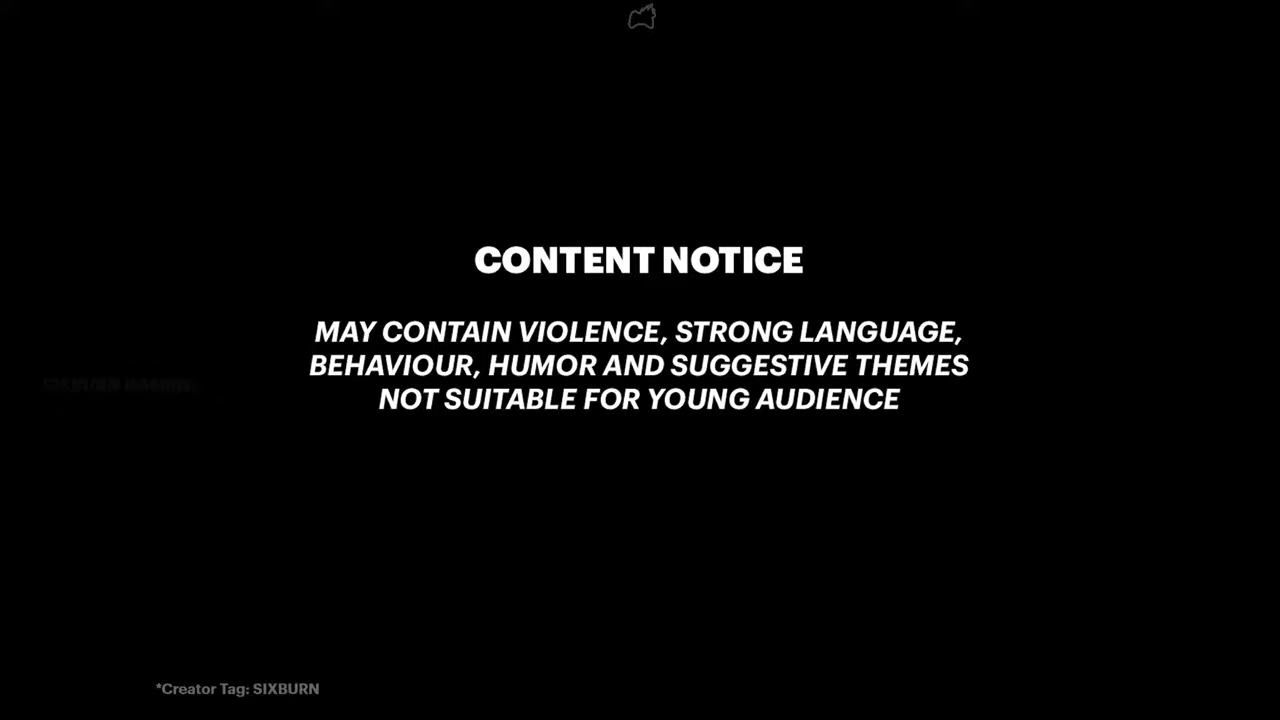 CONTENT NOTICE
MAY CONTAIN VIOLENCE, STRONG LANGUAGE,
BEHAVIOUR, HUMOR AND SUGGESTIVE THEMES
NOT SUITABLE FOR YOUNG AUDIENCE
*Creator Tag: SIXBURN